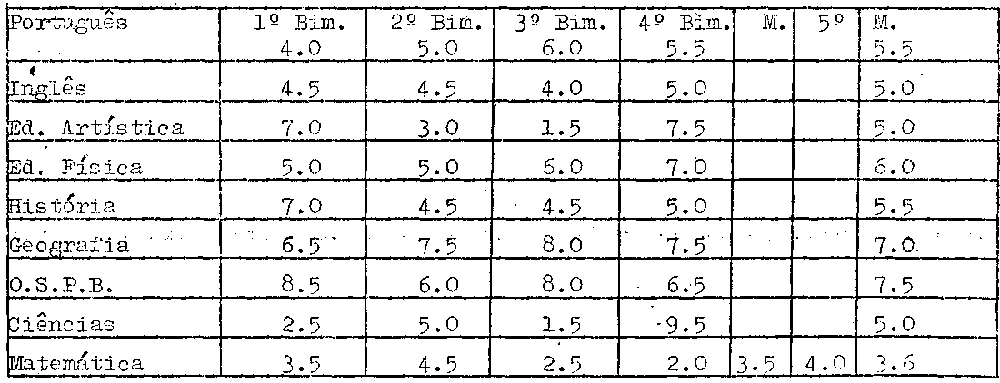 Português 1º Bim. 2º Bim. 3º Bim. 4º Bim. M. 5º M.
4.0 5.0 6.0 5.5 5.5
Inglês 4.5 4.5 4.0 5.0 5.0
Ed. Artística 7.0 3.0 1.5 7.5 5.0
Ed. Física 5.0 5.0 6.0 7.0 6.0
História 7.0 4.5 4.5 5.0 5.5
Geografia 6.5 7.5 8.0 7.5 7.0
O.S.P.B. 8.5 6.0 8.0 6.5 7.5
Ciências 2.5 5.0 1.5 9.5 5.0
Matemática 3.5 4.5 2.5 2.0 3.5 4.0 3.6